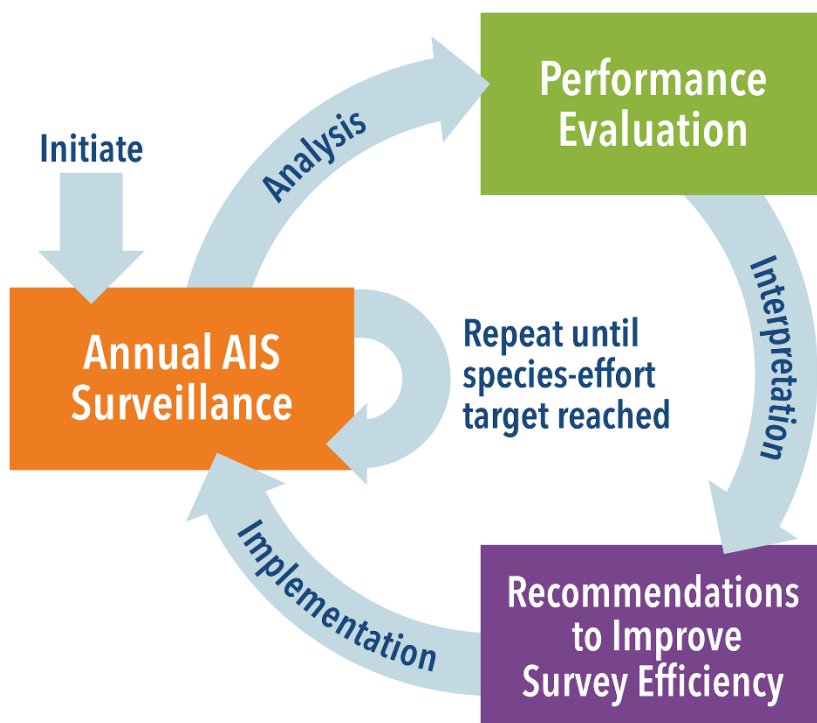 Performance
Evaluation
Analysis
Initiate
Interpretation
Annual AIS
Surveillance
Repeat until
species-effort
target reached
Implementation
Recommendations
to Improve
Survey Efficiency